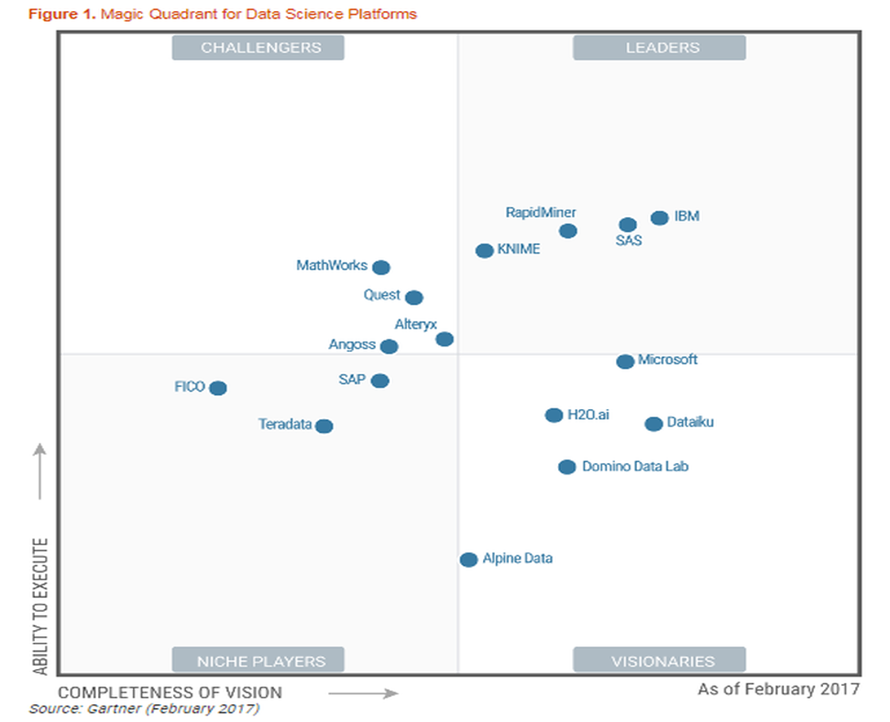 Figure 1. Magic Quadrant for Data Science Platforms
CHALLENGERS
LEADERS
RapidMiner
IBM
SAS
KNIME
MathWorks
Quest
Alteryx
Angoss
Microsoft
SAP
FICO
H2O.ai
Dataiku
Teradata
Domino Data Lab
Alpine Data
ABILITY TO EXECUTE
NICHE PLAYERS
VISIONARIES
COMPLETENESS OF VISION
As of February 2017
Source: Gartner (February 2017)